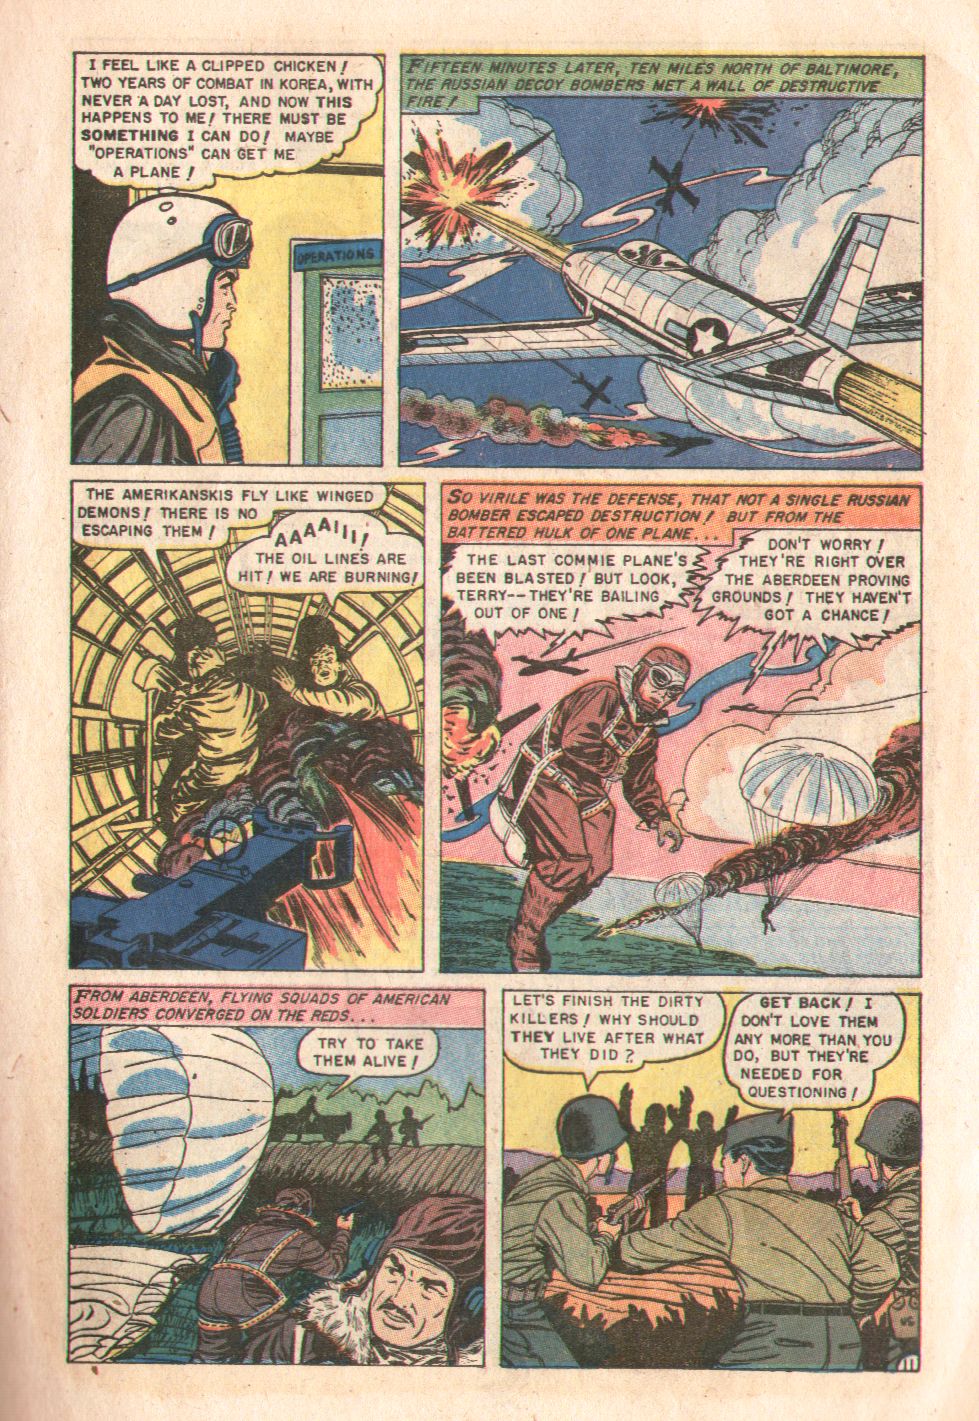 I FEEL LIKE A CLIPPED CHICKEN!
TWO YEARS OF COMBAT IN KOREA, WITH
NEVER A DAY LOST, AND NOW THIS
HAPPENS TO ME! THERE MUST BE
SOMETHING I CAN DO! MAYBE
"OPERATIONS" CAN GET ME
A PLANE!
OPERATIONS
FIFTEEN MINUTES LATER, TEN MILES NORTH OF BALTIMORE,
THE RUSSIAN DECOY BOMBERS MET A WALL OF DESTRUCTIVE
FIRE!
THE AMERIKANSKIS FLY LIKE WINGED
DEMONS! THERE IS NO
ESCAPING THEM!
AAAAIII!
THE OIL LINES ARE
HIT! WE ARE BURNING!
SO VIRILE WAS THE DEFENSE, THAT NOT A SINGLE RUSSIAN
BOMBER ESCAPED DESTRUCTION! BUT FROM THE
BATTERED HULK OF ONE PLANE...
THE LAST COMMIE PLANE'S
BEEN BLASTED! BUT LOOK,
TERRY--THEY'RE BAILING
OUT OF ONE!
DON'T WORRY!
THEY'RE RIGHT OVER
THE ABERDEEN PROVING
GROUNDS! THEY HAVEN'T
GOT A CHANCE!
FROM ABERDEEN, FLYING SQUADS OF AMERICAN
SOLDIERS CONVERGED ON THE REDS...
TRY TO TAKE
THEM ALIVE!
LET'S FINISH THE DIRTY
KILLERS! WHY SHOULD
THEY LIVE AFTER WHAT
THEY DID?
GET BACK! I
DON'T LOVE THEM
ANY MORE THAN YOU
DO, BUT THEY'RE
NEEDED FOR
QUESTIONING!
US
11